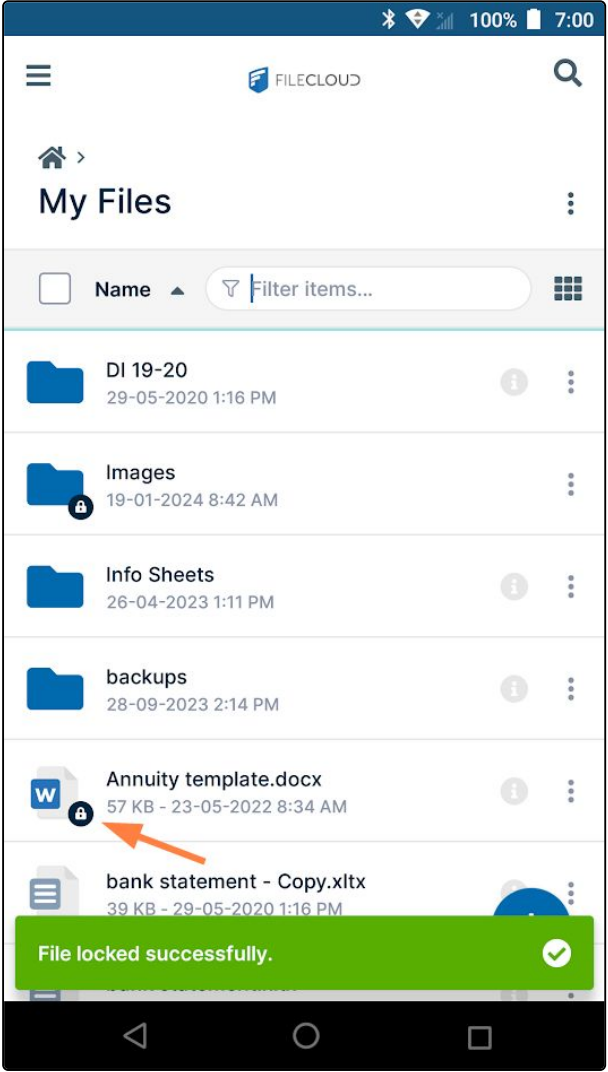 100% 7:00
FILECLOUD
My Files
Name Filter items...
DI 19-20
29-05-2020 1:16 PM
Images
19-01-2024 8:42 AM
Info Sheets
26-04-2023 1:11 PM
backups
28-09-2023 2:14 PM
W
Annuity template.docx
57 KB - 23-05-2022 8:34 AM
bank statement - Copy.xltx
39 KB - 29-05-2020 1:16 PM
File locked successfully.